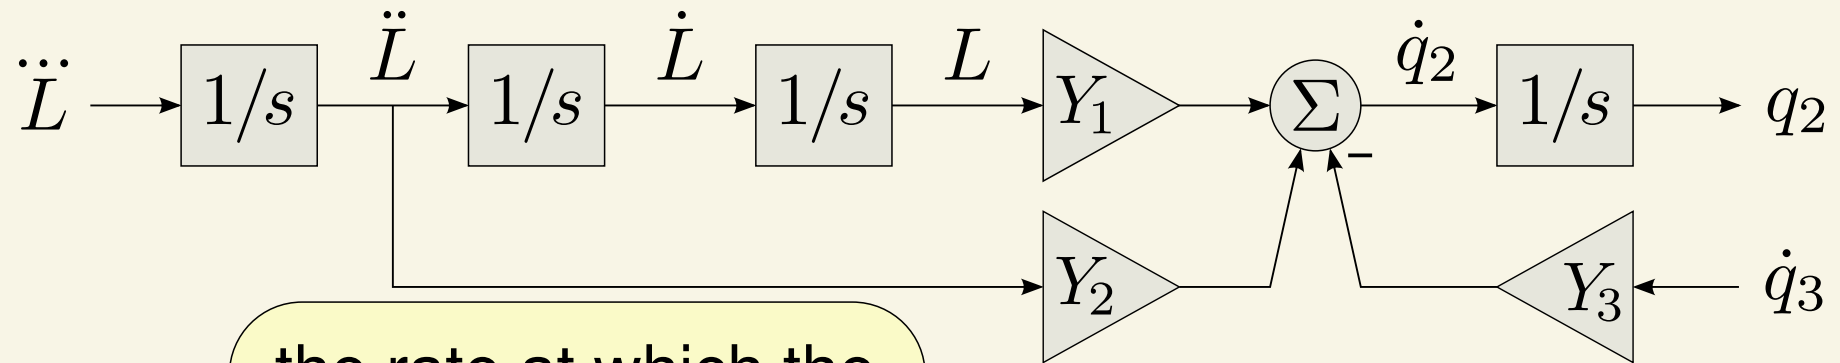 L⃛ 1/s L̈ 1/s L̇ 1/s L Y₁ Σ q̇₂ 1/s q₂
−
Y₂ Y₃ q̇₃
the rate at which the